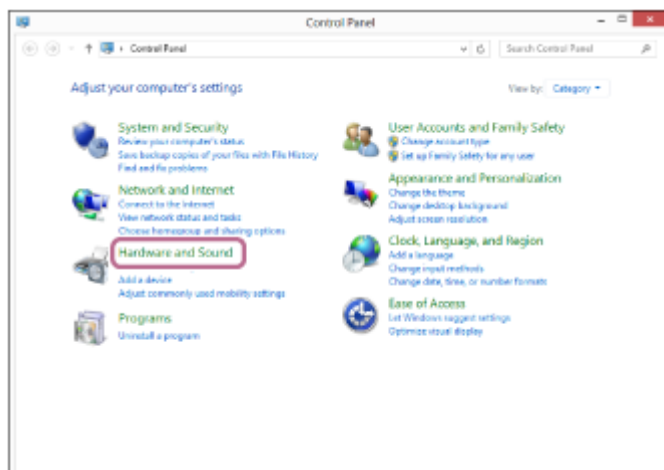 Control Panel
Control Panel
Search Control Panel
Adjust your computer's settings
View by: Category
System and Security
Review your computer's status
Save backup copies of your files with File History
Find and fix problems
Network and Internet
Connect to the Internet
View network status and tasks
Choose homegroup and sharing options
Hardware and Sound
Add a device
Adjust commonly used mobility settings
Programs
Uninstall a program
User Accounts and Family Safety
Change account type
Set up Family Safety for any user
Appearance and Personalization
Change the theme
Change desktop background
Adjust screen resolution
Clock, Language, and Region
Add a language
Change input methods
Change date, time, or number formats
Ease of Access
Let Windows suggest settings
Optimize visual display